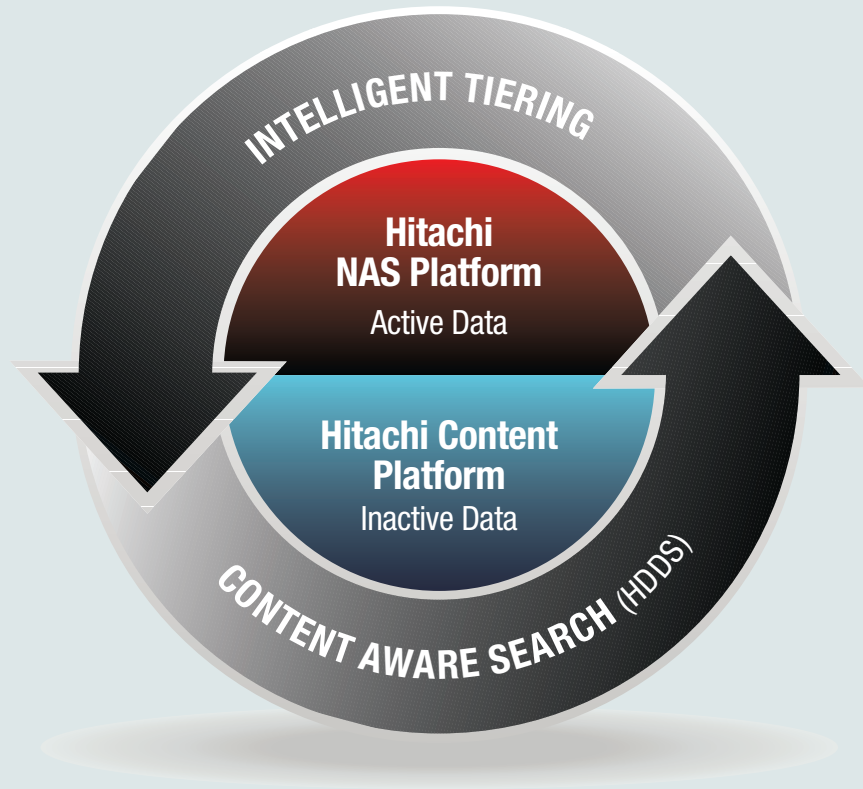 INTELLIGENT TIERING
Hitachi
NAS Platform
Active Data
Hitachi Content
Platform
Inactive Data
CONTENT AWARE SEARCH (HDDS)